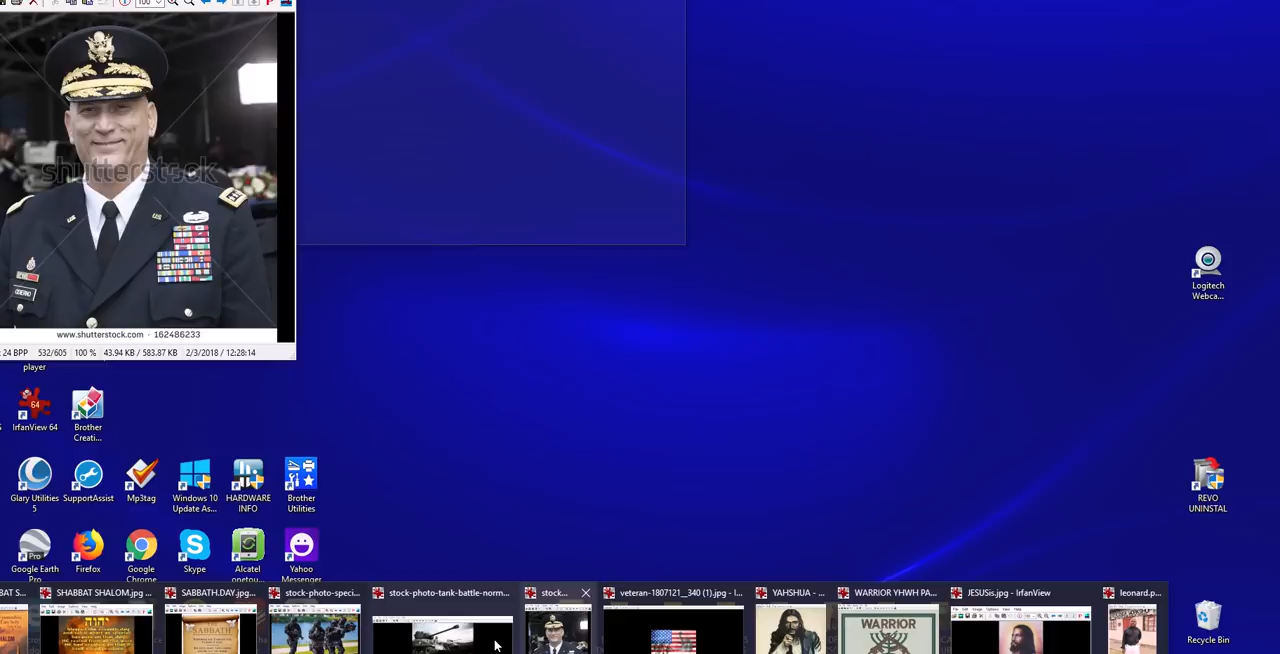 100
shutterstock
www.shutterstock.com · 162486233
24 BPP 532/605 100 % 43.94 KB / 583.87 KB 2/3/2018 / 12:28:14
player
IrfanView 64
Brother
Creati...
Glary Utilities
5
SupportAssist
Mp3tag
Windows 10
Update As...
HARDWARE
INFO
Brother
Utilities
Google Earth
Pro
Firefox
Google
Chrome
Skype
Alcatel
onetou...
Yahoo
Messenger
Logitech
Webca...
REVO
UNINSTAL
Recycle Bin
BAT S...
SHABBAT SHALOM.jpg ...
SABBATH.DAY.jpg...
stock-photo-speci...
stock-photo-tank-battle-norm...
stock...
veteran-1807121__340 (1).jpg - I...
YAHSHUA - ...
WARRIOR YHWH PA...
JESUSis.jpg - IrfanView
leonard.p...
SABBATH
WARRIOR